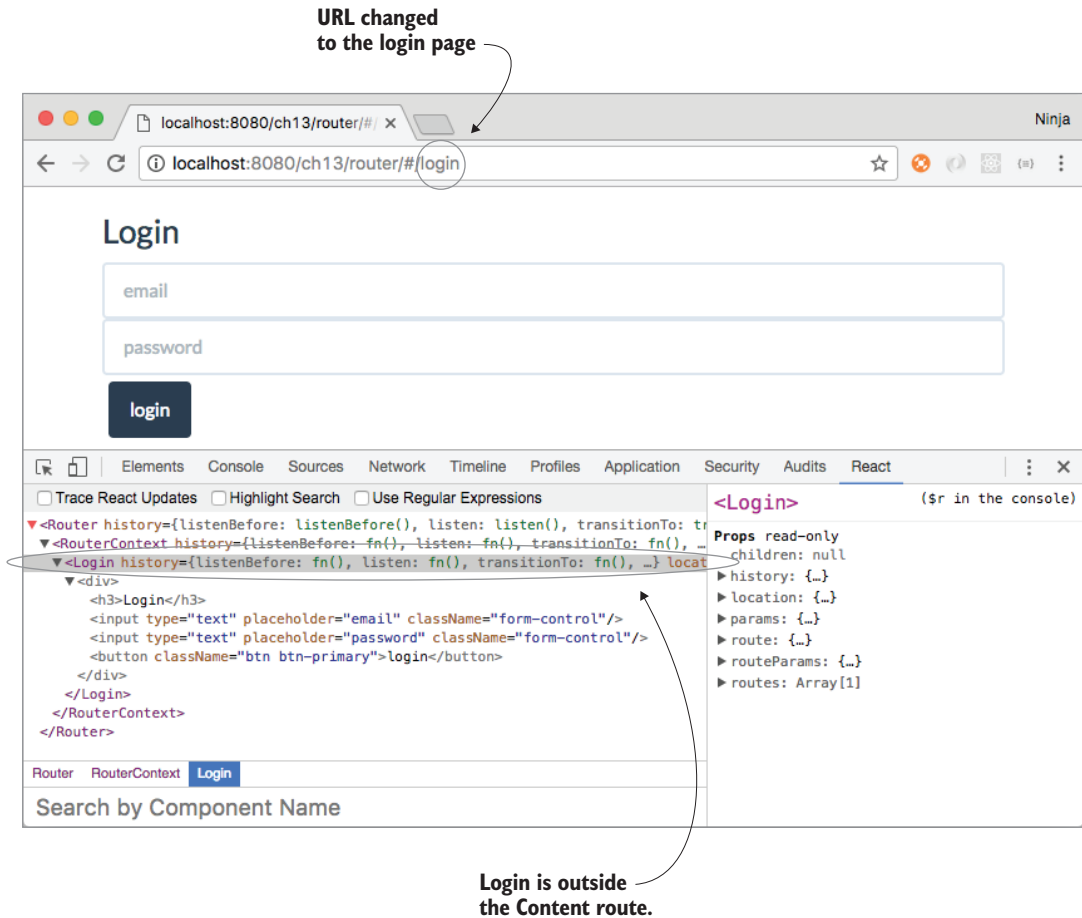 URL changed
to the login page
localhost:8080/ch13/router/#/
Ninja
localhost:8080/ch13/router/#/login
Login
email
password
login
Elements Console Sources Network Timeline Profiles Application Security Audits React
Trace React Updates Highlight Search Use Regular Expressions
<Login> ($r in the console)
<Router history={listenBefore: listenBefore(), listen: listen(), transitionTo: tr
<RouterContext history={listenBefore: fn(), listen: fn(), transitionTo: fn(), …
<Login history={listenBefore: fn(), listen: fn(), transitionTo: fn(), …} locat
<div>
<h3>Login</h3>
<input type="text" placeholder="email" className="form-control"/>
<input type="text" placeholder="password" className="form-control"/>
<button className="btn btn-primary">login</button>
</div>
</Login>
</RouterContext>
</Router>
Props read-only
children: null
history: {…}
location: {…}
params: {…}
route: {…}
routeParams: {…}
routes: Array[1]
Router RouterContext Login
Search by Component Name
Login is outside
the Content route.